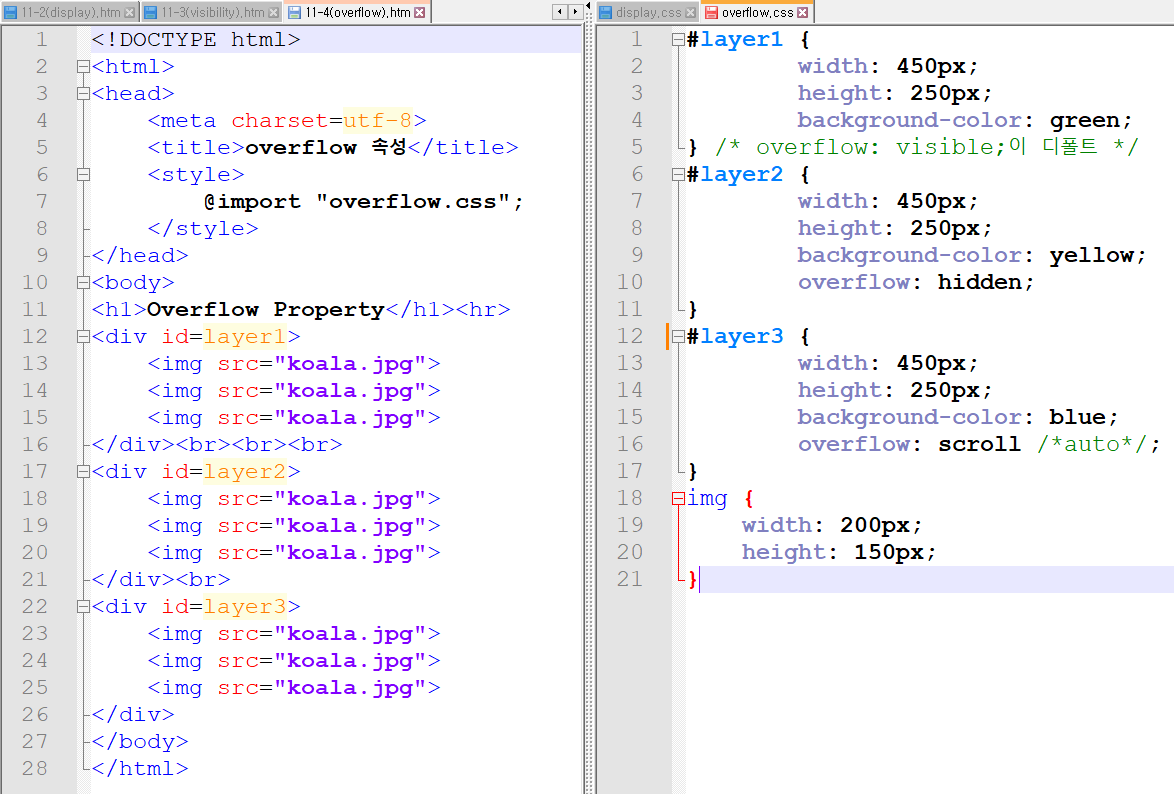 11-2(display).htm 11-3(visibility).htm 11-4(overflow).htm
1 <!DOCTYPE html>
2 <html>
3 <head>
4 <meta charset=utf-8>
5 <title>overflow 속성</title>
6 <style>
7 @import "overflow.css";
8 </style>
9 </head>
10 <body>
11 <h1>Overflow Property</h1><hr>
12 <div id=layer1>
13 <img src="koala.jpg">
14 <img src="koala.jpg">
15 <img src="koala.jpg">
16 </div><br><br><br>
17 <div id=layer2>
18 <img src="koala.jpg">
19 <img src="koala.jpg">
20 <img src="koala.jpg">
21 </div><br>
22 <div id=layer3>
23 <img src="koala.jpg">
24 <img src="koala.jpg">
25 <img src="koala.jpg">
26 </div>
27 </body>
28 </html>
display.css overflow.css
1 #layer1 {
2 width: 450px;
3 height: 250px;
4 background-color: green;
5 } /* overflow: visible;이 디폴트 */
6 #layer2 {
7 width: 450px;
8 height: 250px;
9 background-color: yellow;
10 overflow: hidden;
11 }
12 #layer3 {
13 width: 450px;
14 height: 250px;
15 background-color: blue;
16 overflow: scroll /*auto*/;
17 }
18 img {
19 width: 200px;
20 height: 150px;
21 }